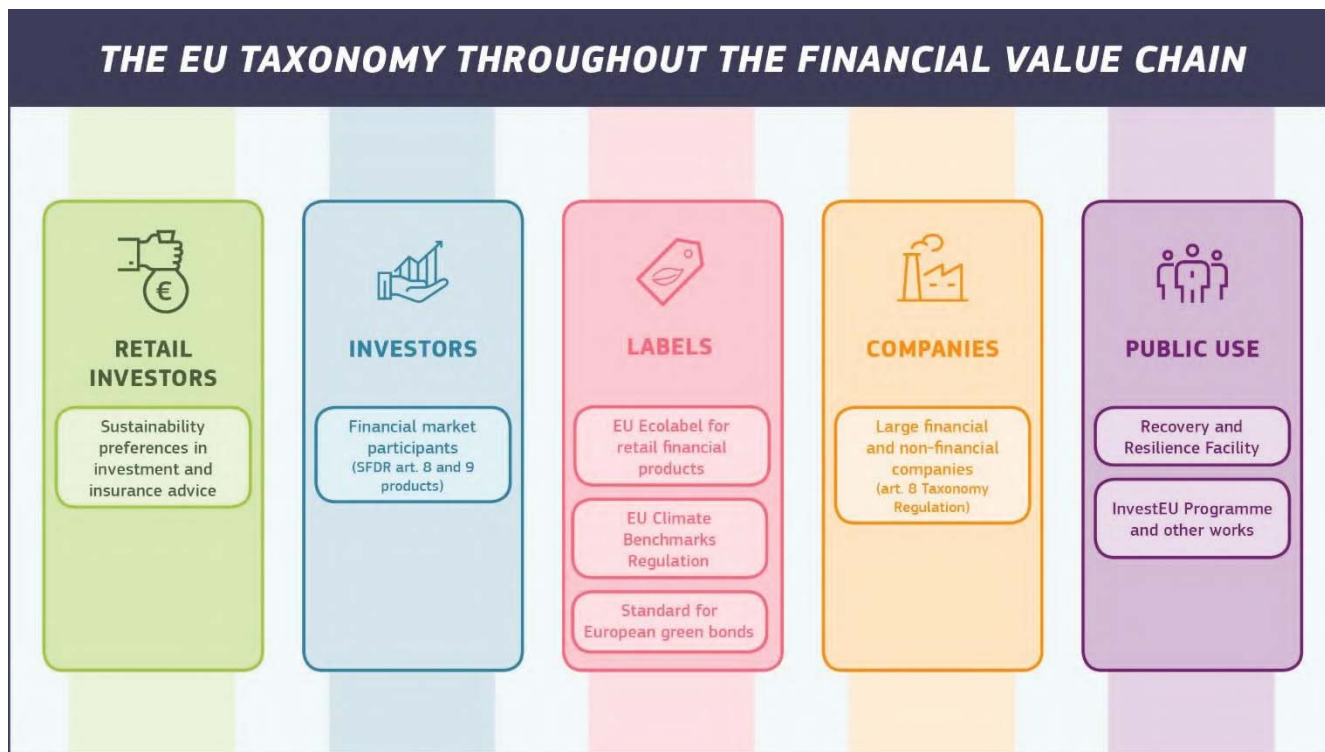 THE EU TAXONOMY THROUGHOUT THE FINANCIAL VALUE CHAIN
€
RETAIL
INVESTORS
Sustainability
preferences in
investment and
insurance advice
INVESTORS
Financial market
participants
(SFDR art. 8 and 9
products)
LABELS
EU Ecolabel for
retail financial
products
EU Climate
Benchmarks
Regulation
Standard for
European green bonds
COMPANIES
Large financial
and non-financial
companies
(art. 8 Taxonomy
Regulation)
PUBLIC USE
Recovery and
Resilience Facility
InvestEU Programme
and other works